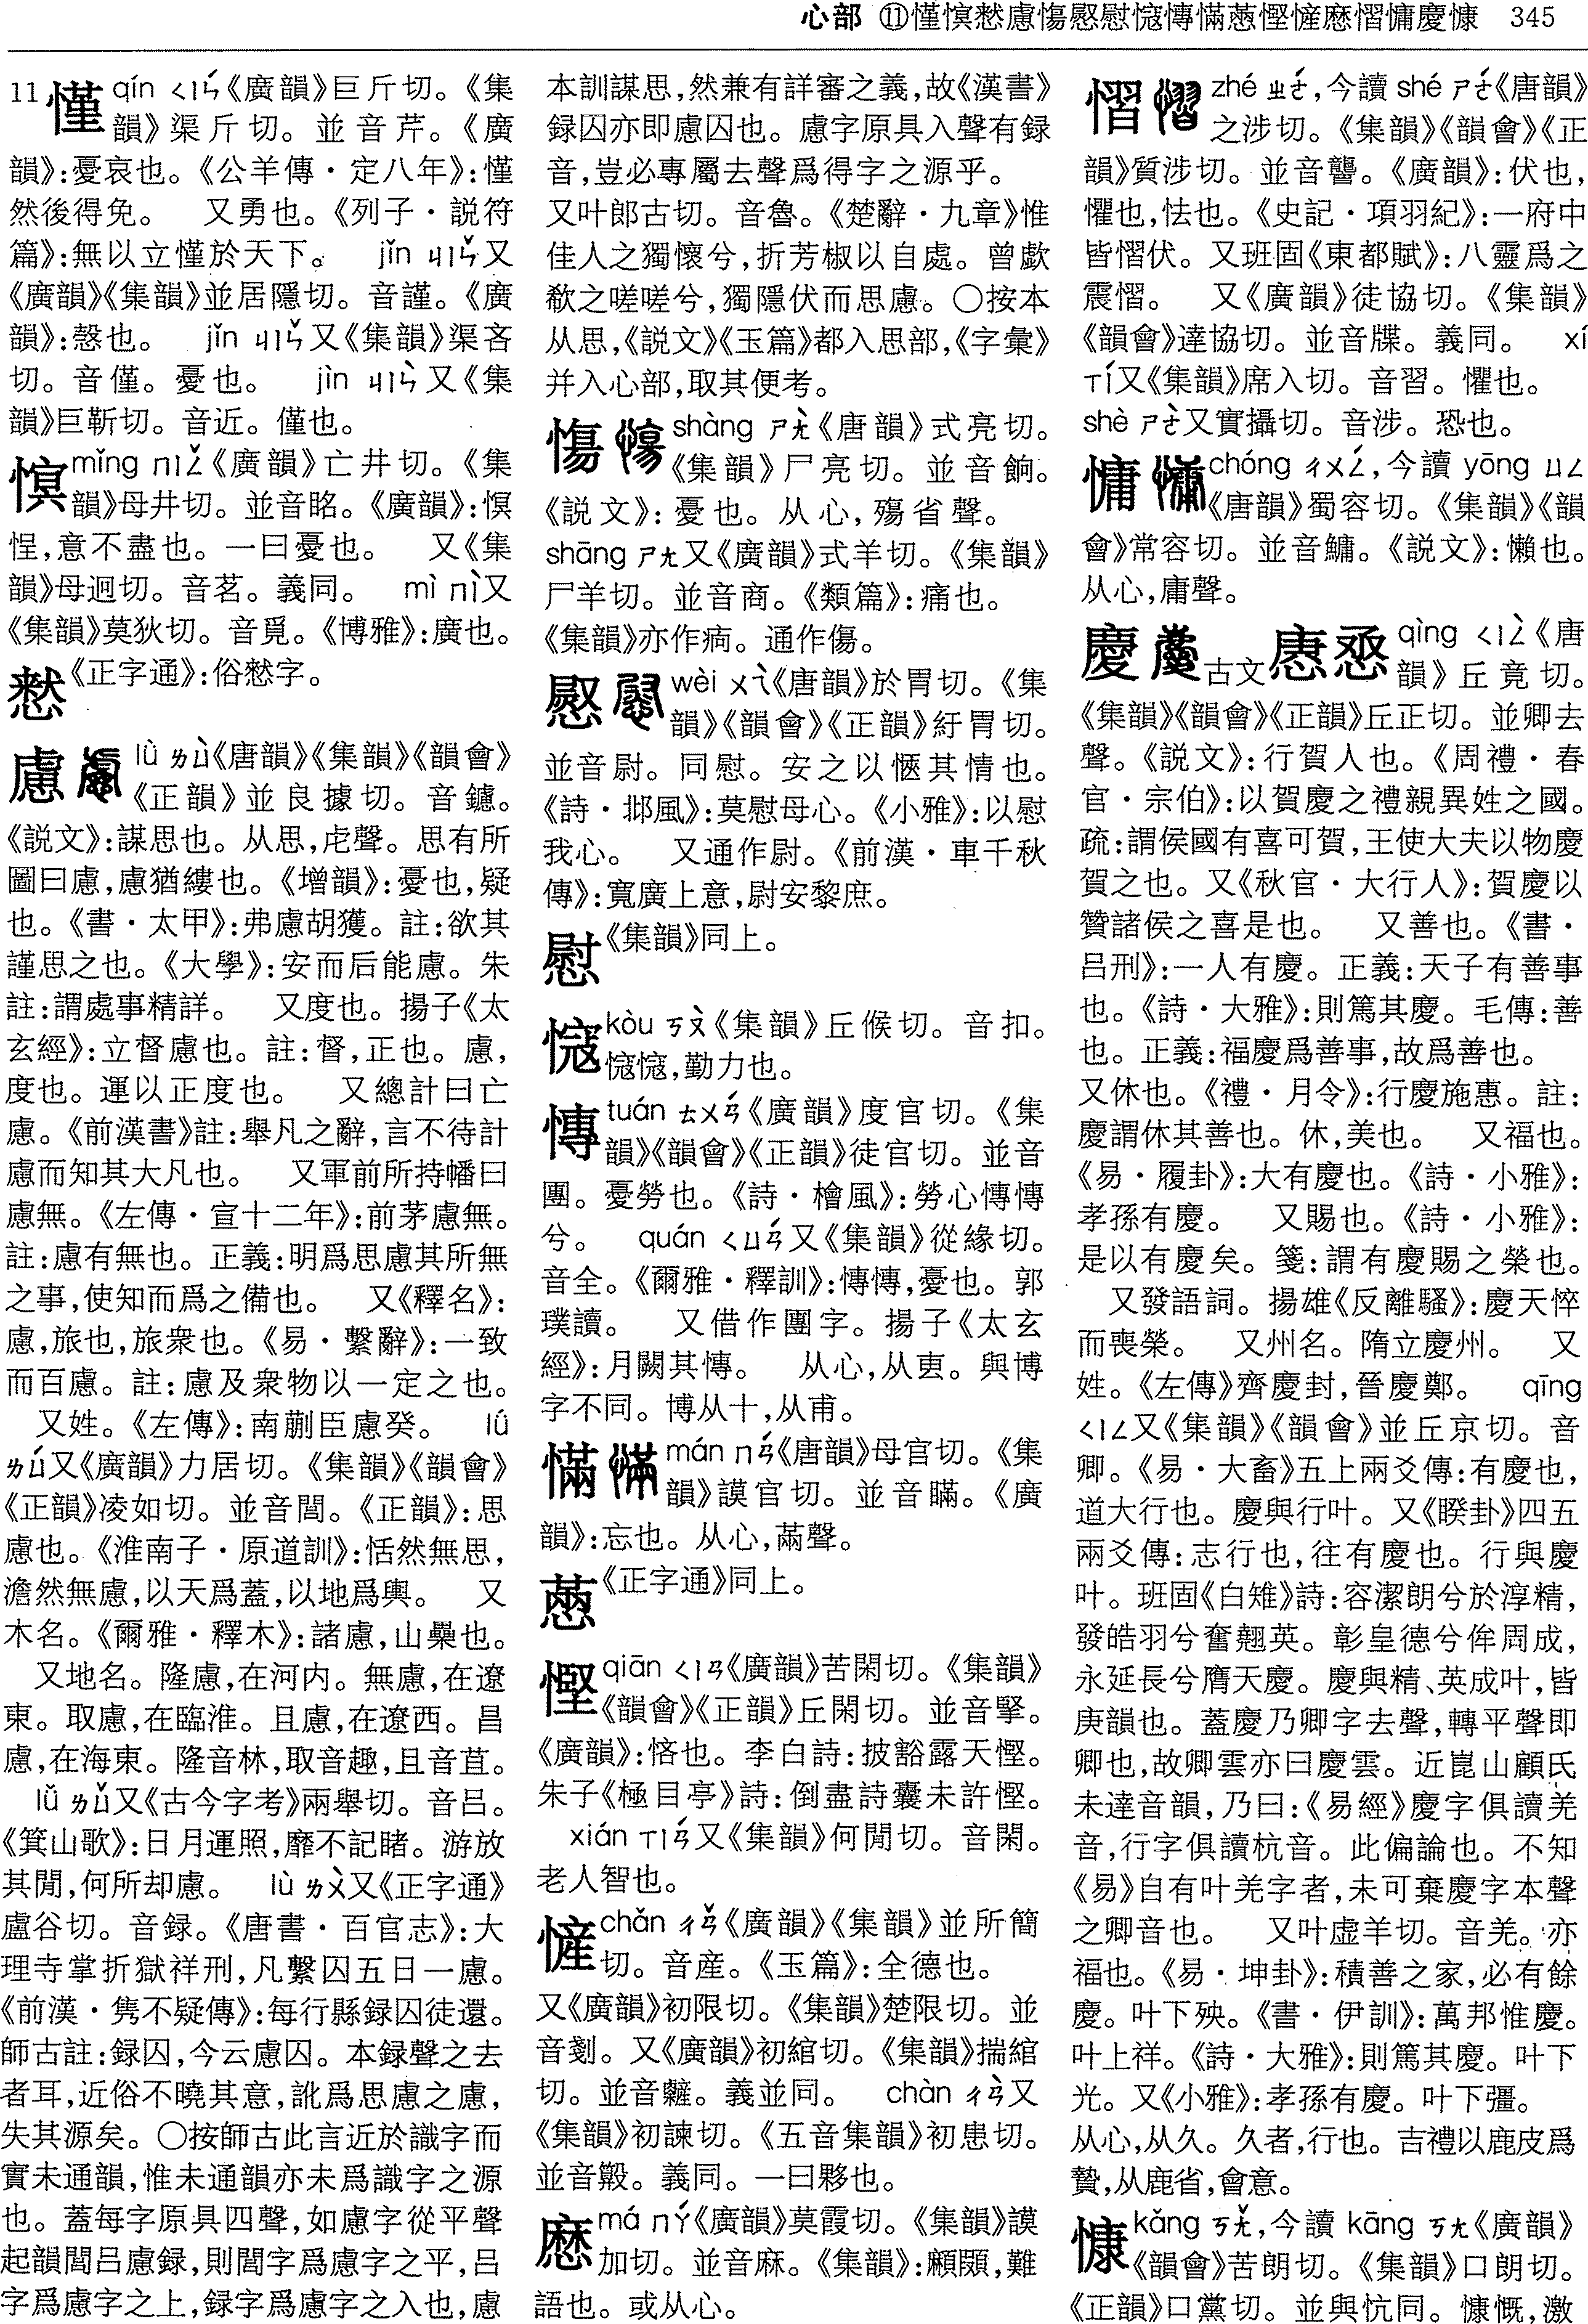 心部 ⑪慬慏憖慮慯慰慰㥓慱慲𢠡慳㦃㦄慴慵慶慷 345
11慬qín ㄑㄧㄣˊ《廣韻》巨斤切。《集
韻》渠斤切。並音芹。《廣
韻》:憂哀也。《公羊傳·定八年》:慬
然後得免。 又勇也。《列子·説符
篇》:無以立慬於天下。 jǐn ㄐㄧㄣˇ又
《廣韻》《集韻》並居隱切。音謹。《廣
韻》:愨也。 jǐn ㄐㄧㄣˇ又《集韻》渠吝
切。音僅。憂也。 jìn ㄐㄧㄣˋ又《集
韻》巨靳切。音近。僅也。
慏mǐng ㄇㄧㄥˇ《廣韻》亡井切。《集
韻》母井切。並音眳。《廣韻》:慏
悜,意不盡也。一曰憂也。 又《集
韻》母迥切。音茗。義同。 mì ㄇㄧˋ又
《集韻》莫狄切。音覓。《博雅》:廣也。
《正字通》:俗憖字。
慮 lǜ ㄌㄩˋ《唐韻》《集韻》《韻會》
《正韻》並良據切。音鑢。
《説文》:謀思也。从思,虍聲。思有所
圖曰慮,慮猶縷也。《增韻》:憂也,疑
也。《書·太甲》:弗慮胡獲。註:欲其
謹思之也。《大學》:安而后能慮。朱
註:謂處事精詳。 又度也。揚子《太
玄經》:立督慮也。註:督,正也。慮,
度也。運以正度也。 又總計曰亡
慮。《前漢書》註:舉凡之辭,言不待計
慮而知其大凡也。 又軍前所持幡曰
慮無。《左傳·宣十二年》:前茅慮無。
註:慮有無也。正義:明爲思慮其所無
之事,使知而爲之備也。 又《釋名》:
慮,旅也,旅衆也。《易·繫辭》:一致
而百慮。註:慮及衆物以一定之也。
又姓。《左傳》:南蒯臣慮癸。 lǘ
ㄌㄩˊ又《廣韻》力居切。《集韻》《韻會》
《正韻》凌如切。並音閭。《正韻》:思
慮也。《淮南子·原道訓》:恬然無思,
澹然無慮,以天爲蓋,以地爲輿。 又
木名。《爾雅·釋木》:諸慮,山櫐也。
又地名。隆慮,在河内。無慮,在遼
東。取慮,在臨淮。且慮,在遼西。昌
慮,在海東。隆音林,取音趣,且音苴。
lǚ ㄌㄩˇ又《古今字考》兩舉切。音吕。
《箕山歌》:日月運照,靡不記睹。游放
其閒,何所却慮。 lù ㄌㄨˋ又《正字通》
盧谷切。音録。《唐書·百官志》:大
理寺掌折獄祥刑,凡繫囚五日一慮。
《前漢·隽不疑傳》:每行縣録囚徒還。
師古註:録囚,今云慮囚。本録聲之去
者耳,近俗不曉其意,訛爲思慮之慮,
失其源矣。〇按師古此言近於識字而
實未通韻,惟未通韻亦未爲識字之源
也。蓋每字原具四聲,如慮字從平聲
起韻閭吕慮録,則閭字爲慮字之平,吕
字爲慮字之上,録字爲慮字之入也,慮
本訓謀思,然兼有詳審之義,故《漢書》
録囚亦即慮囚也。慮字原具入聲有録
音,豈必專屬去聲爲得字之源乎。
又叶郎古切。音魯。《楚辭·九章》惟
佳人之獨懷兮,折芳椒以自處。曾歔
欷之嗟嗟兮,獨隱伏而思慮。〇按本
从思,《説文》《玉篇》都入思部,《字彙》
并入心部,取其便考。
慯 shàng ㄕㄤˋ《唐韻》式亮切。
《集韻》尸亮切。並音餉。
《説文》:憂也。从心,殤省聲。
shāng ㄕㄤ又《廣韻》式羊切。《集韻》
尸羊切。並音商。《類篇》:痛也。
《集韻》亦作𤵼。通作傷。
wèi ㄨㄟˋ《唐韻》於胃切。《集
韻》《韻會》《正韻》紆胃切。
並音尉。同慰。安之以愜其情也。
《詩·邶風》:莫慰母心。《小雅》:以慰
我心。 又通作尉。《前漢·車千秋
傳》:寬廣上意,尉安黎庶。
慰《集韻》同上。
㥓kòu ㄎㄡˋ《集韻》丘候切。音扣。
㥓㥓,勤力也。
慱tuán ㄊㄨㄢˊ《廣韻》度官切。《集
韻》《韻會》《正韻》徒官切。並音
團。憂勞也。《詩·檜風》:勞心慱慱
兮。 quán ㄑㄩㄢˊ又《集韻》從緣切。
音全。《爾雅·釋訓》:慱慱,憂也。郭
璞讀。 又借作團字。揚子《太玄
經》:月闕其慱。 从心,从叀。與博
字不同。博从十,从甫。
慲 mán ㄇㄢˊ《唐韻》母官切。《集
韻》謨官切。並音瞞。《廣
韻》:忘也。从心,㒼聲。
《正字通》同上。
慳qiān ㄑㄧㄢ《廣韻》苦閑切。《集韻》
《韻會》《正韻》丘閑切。並音掔。
《廣韻》:悋也。李白詩:披豁露天慳。
朱子《極目亭》詩:倒盡詩囊未許慳。
xián ㄒㄧㄢˊ又《集韻》何閒切。音閑。
老人智也。
㦃chǎn ㄔㄢˇ《廣韻》《集韻》並所簡
切。音産。《玉篇》:全德也。
又《廣韻》初限切。《集韻》楚限切。並
音剗。又《廣韻》初綰切。《集韻》揣綰
切。並音𪙉。義並同。 chàn ㄔㄢˋ又
《集韻》初諫切。《五音集韻》初患切。
並音㲋。義同。一曰夥也。
㦄má ㄇㄚˊ《廣韻》莫霞切。《集韻》謨
加切。並音麻。《集韻》:𩔶頣,難
語也。或从心。
慴 zhé ㄓㄜˊ,今讀 shé ㄕㄜˊ《唐韻》
之涉切。《集韻》《韻會》《正
韻》質涉切。並音讋。《廣韻》:伏也,
懼也,怯也。《史記·項羽紀》:一府中
皆慴伏。又班固《東都賦》:八靈爲之
震慴。 又《廣韻》徒協切。《集韻》
《韻會》達協切。並音牒。義同。 xí
ㄒㄧˊ又《集韻》席入切。音習。懼也。
shè ㄕㄜˋ又實攝切。音涉。恐也。
慵 chóng ㄔㄨㄥˊ,今讀 yōng ㄩㄥ
《唐韻》蜀容切。《集韻》《韻
會》常容切。並音鱅。《説文》:懶也。
从心,庸聲。
慶 古文 qìng ㄑㄧㄥˋ《唐
韻》丘竟切。
《集韻》《韻會》《正韻》丘正切。並卿去
聲。《説文》:行賀人也。《周禮·春
官·宗伯》:以賀慶之禮親異姓之國。
疏:謂侯國有喜可賀,王使大夫以物慶
賀之也。又《秋官·大行人》:賀慶以
贊諸侯之喜是也。 又善也。《書·
吕刑》:一人有慶。正義:天子有善事
也。《詩·大雅》:則篤其慶。毛傳:善
也。正義:福慶爲善事,故爲善也。
又休也。《禮·月令》:行慶施惠。註:
慶謂休其善也。休,美也。 又福也。
《易·履卦》:大有慶也。《詩·小雅》:
孝孫有慶。 又賜也。《詩·小雅》:
是以有慶矣。箋:謂有慶賜之榮也。
又發語詞。揚雄《反離騷》:慶天悴
而喪榮。 又州名。隋立慶州。 又
姓。《左傳》齊慶封,晉慶鄭。 qīng
ㄑㄧㄥ又《集韻》《韻會》並丘京切。音
卿。《易·大畜》五上兩爻傳:有慶也,
道大行也。慶與行叶。又《睽卦》四五
兩爻傳:志行也,往有慶也。行與慶
叶。班固《白雉》詩:容潔朗兮於淳精,
發皓羽兮奮翹英。彰皇德兮侔周成,
永延長兮膺天慶。慶與精、英成叶,皆
庚韻也。蓋慶乃卿字去聲,轉平聲即
卿也,故卿雲亦曰慶雲。近崑山顧氏
未達音韻,乃曰:《易經》慶字俱讀羌
音,行字俱讀杭音。此偏論也。不知
《易》自有叶羌字者,未可棄慶字本聲
之卿音也。 又叶虛羊切。音羌。亦
福也。《易·坤卦》:積善之家,必有餘
慶。叶下殃。《書·伊訓》:萬邦惟慶。
叶上祥。《詩·大雅》:則篤其慶。叶下
光。又《小雅》:孝孫有慶。叶下彊。
从心,从夂。夂者,行也。吉禮以鹿皮爲
贄,从鹿省,會意。
慷kǎng ㄎㄤˇ,今讀 kāng ㄎㄤ《廣韻》
《韻會》苦朗切。《集韻》口朗切。
《正韻》口黨切。並與忼同。慷慨,激